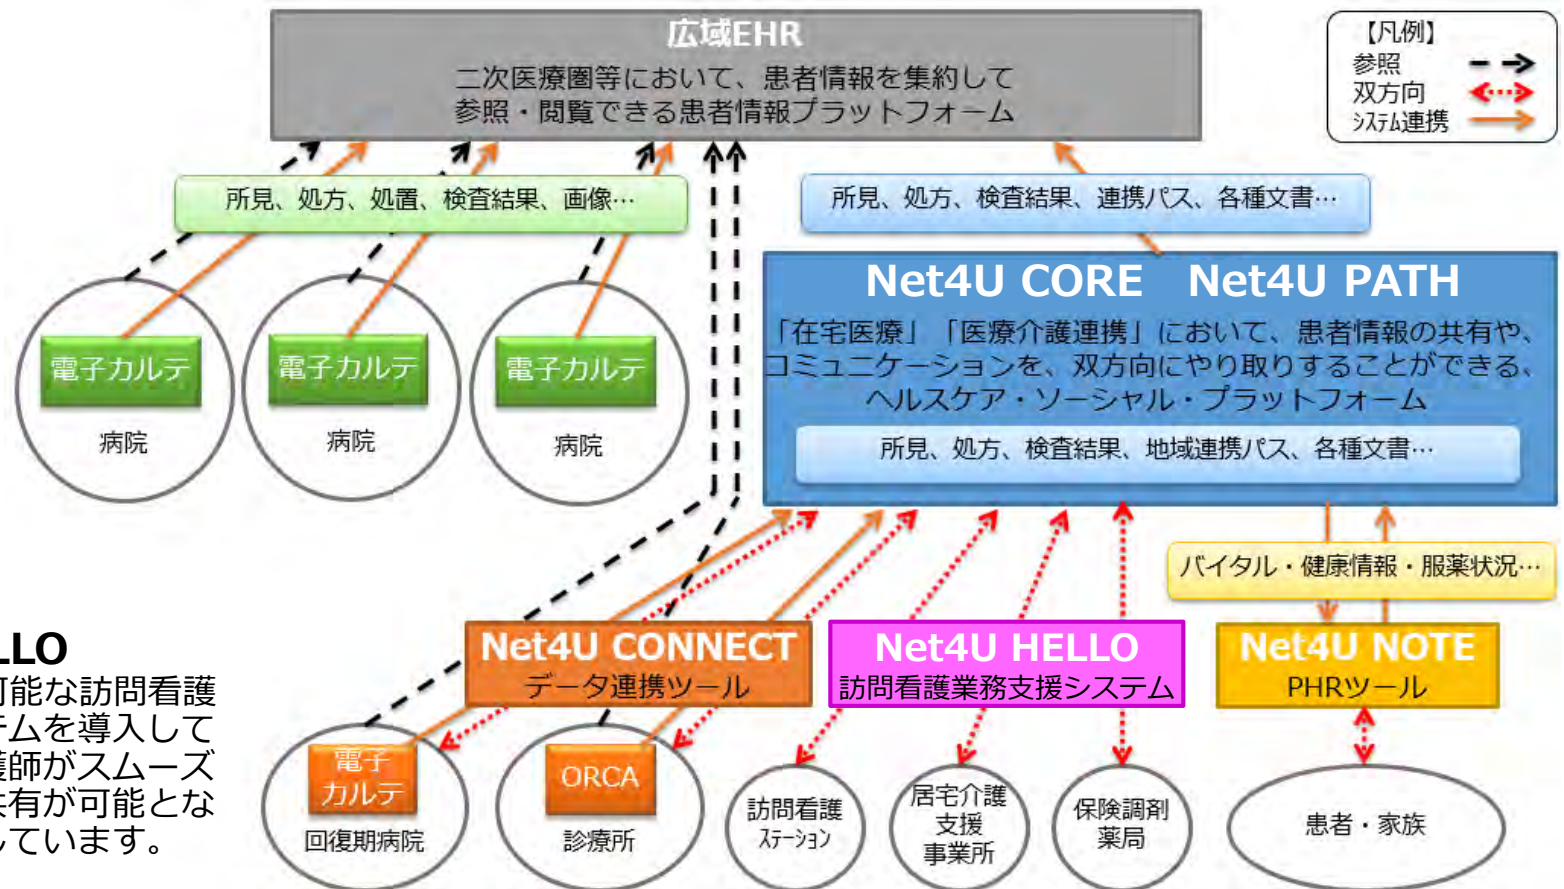 広域EHR
二次医療圏等において、患者情報を集約して
参照・閲覧できる患者情報プラットフォーム
【凡例】
参照
双方向
ｼｽﾃﾑ連携
所見、処方、処置、検査結果、画像…
所見、処方、検査結果、連携パス、各種文書…
電子カルテ
病院
電子カルテ
病院
電子カルテ
病院
Net4U CORE Net4U PATH
「在宅医療」「医療介護連携」において、患者情報の共有や、
コミュニケーションを、双方向にやり取りすることができる、
ヘルスケア・ソーシャル・プラットフォーム
所見、処方、検査結果、地域連携パス、各種文書…
バイタル・健康情報・服薬状況…
Net4U CONNECT
データ連携ツール
Net4U HELLO
訪問看護業務支援システム
Net4U NOTE
PHRツール
LLO
可能な訪問看護
テムを導入して
護師がスムーズ
共有が可能とな
しています。
電子
カルテ
回復期病院
ORCA
診療所
訪問看護
ｽﾃｰｼｮﾝ
居宅介護
支援
事業所
保険調剤
薬局
患者・家族